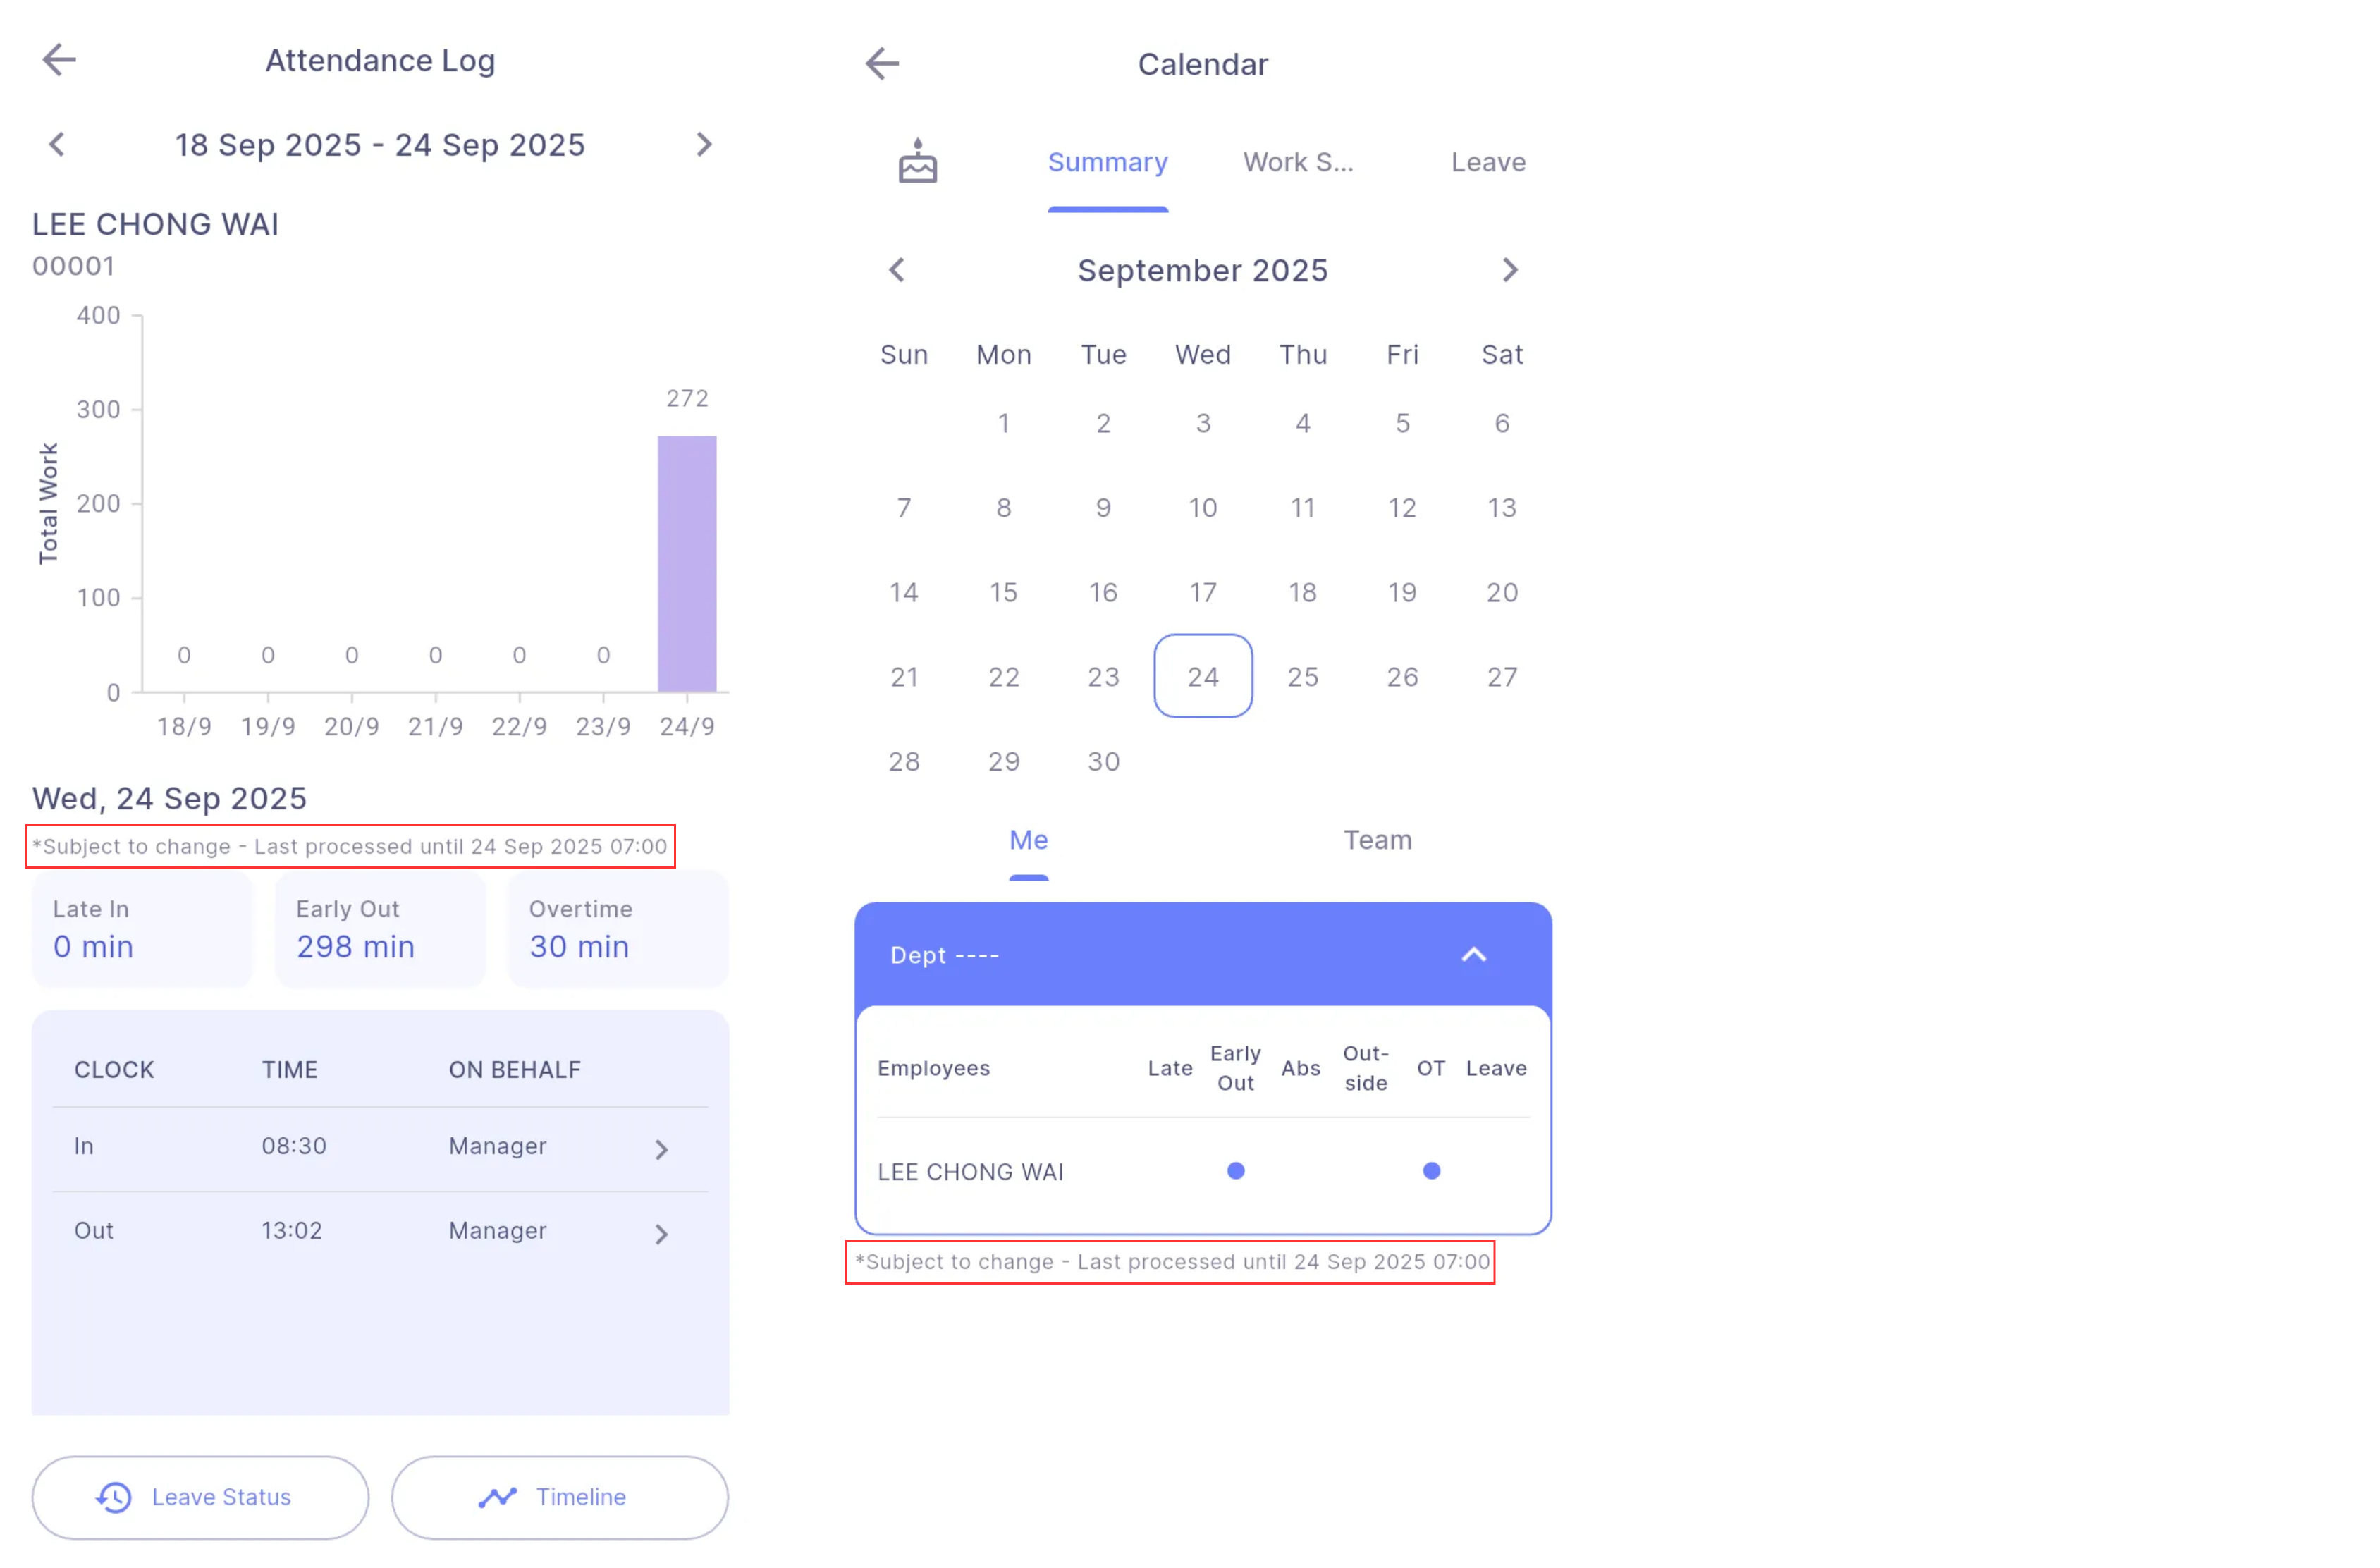 Attendance Log
18 Sep 2025 - 24 Sep 2025
LEE CHONG WAI
00001
Total Work
400
300
200
100
0
272
0 0 0 0 0 0
18/9 19/9 20/9 21/9 22/9 23/9 24/9
Wed, 24 Sep 2025
*Subject to change - Last processed until 24 Sep 2025 07:00
Late In Early Out Overtime
0 min 298 min 30 min
CLOCK TIME ON BEHALF
In 08:30 Manager
Out 13:02 Manager
Leave Status Timeline
Calendar
Summary Work S... Leave
September 2025
Sun Mon Tue Wed Thu Fri Sat
1 2 3 4 5 6
7 8 9 10 11 12 13
14 15 16 17 18 19 20
21 22 23 24 25 26 27
28 29 30
Me Team
Dept ----
Employees Late Early Out Abs Out-side OT Leave
LEE CHONG WAI
*Subject to change - Last processed until 24 Sep 2025 07:00